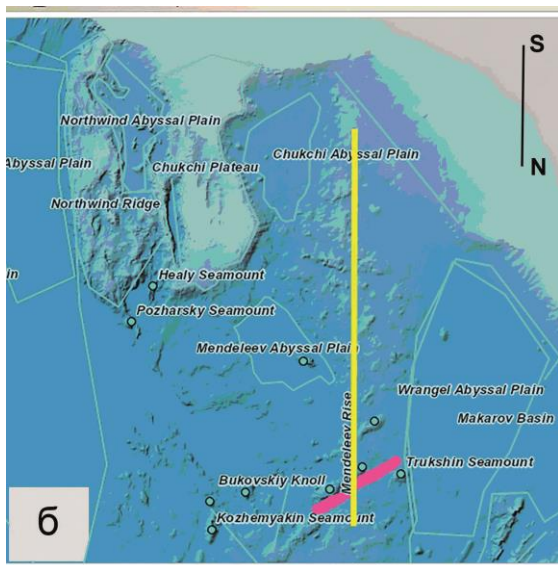 S
N
Northwind Abyssal Plain
Abyssal Plain
Chukchi Plateau
Chukchi Abyssal Plain
Northwind Ridge
in
Healy Seamount
Pozharsky Seamount
Mendeleev Abyssal Plain
Wrangel Abyssal Plain
Makarov Basin
Mendeleev Rise
Trukshin Seamount
Bukovskiy Knoll
Kozhemyakin Seamount
б